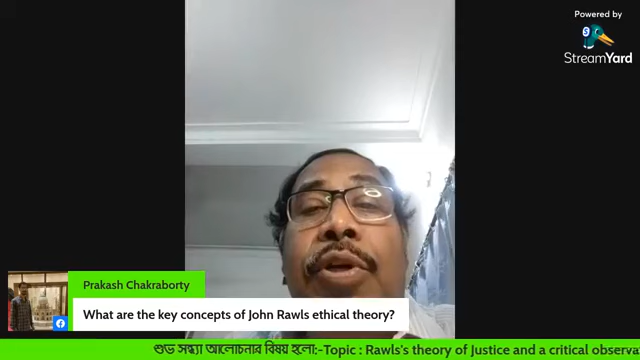 Powered by
StreamYard
Prakash Chakraborty
What are the key concepts of John Rawls ethical theory?
শুভ সন্ধ্যা আলোচনার বিষয় হলো:-Topic : Rawls's theory of Justice and a critical observa